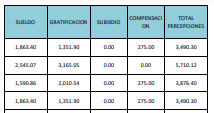 SUELDO GRATIFICACION SUBSIDIO COMPENSACI ON TOTAL PERCEPCIONES
1,863.40 1,351.90 0.00 275.00 3,490.30
2,545.07 3,165.05 0.00 0.00 5,710.12
1,590.86 2,010.54 0.00 275.00 3,876.40
1,863.40 1,351.90 0.00 275.00 3,490.30